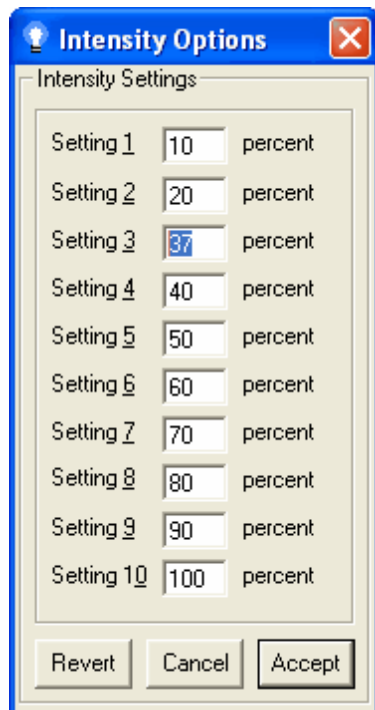 Intensity Options
Intensity Settings
Setting 1 10 percent
Setting 2 20 percent
Setting 3 37 percent
Setting 4 40 percent
Setting 5 50 percent
Setting 6 60 percent
Setting 7 70 percent
Setting 8 80 percent
Setting 9 90 percent
Setting 10 100 percent
Revert Cancel Accept